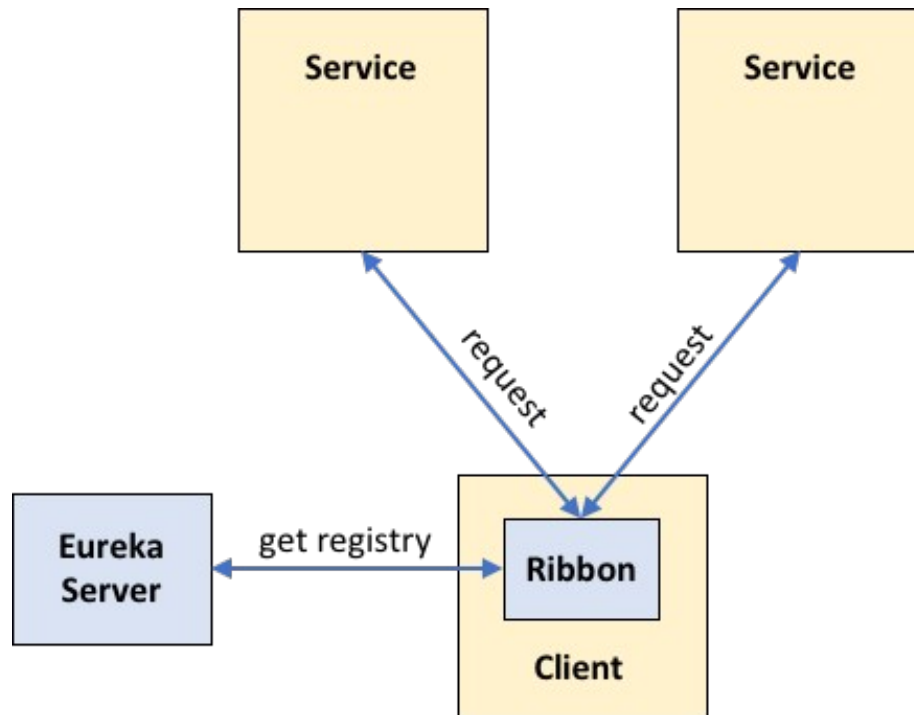 Service
Service
request
request
get registry
Eureka
Server
Ribbon
Client